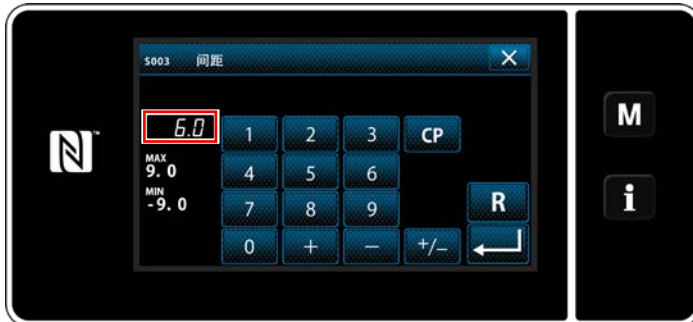 S003 间距
6.0
1 2 3 CP
MAX
9.0
4 5 6
MIN
-9.0
7 8 9 R
0 + - +/-
M
i